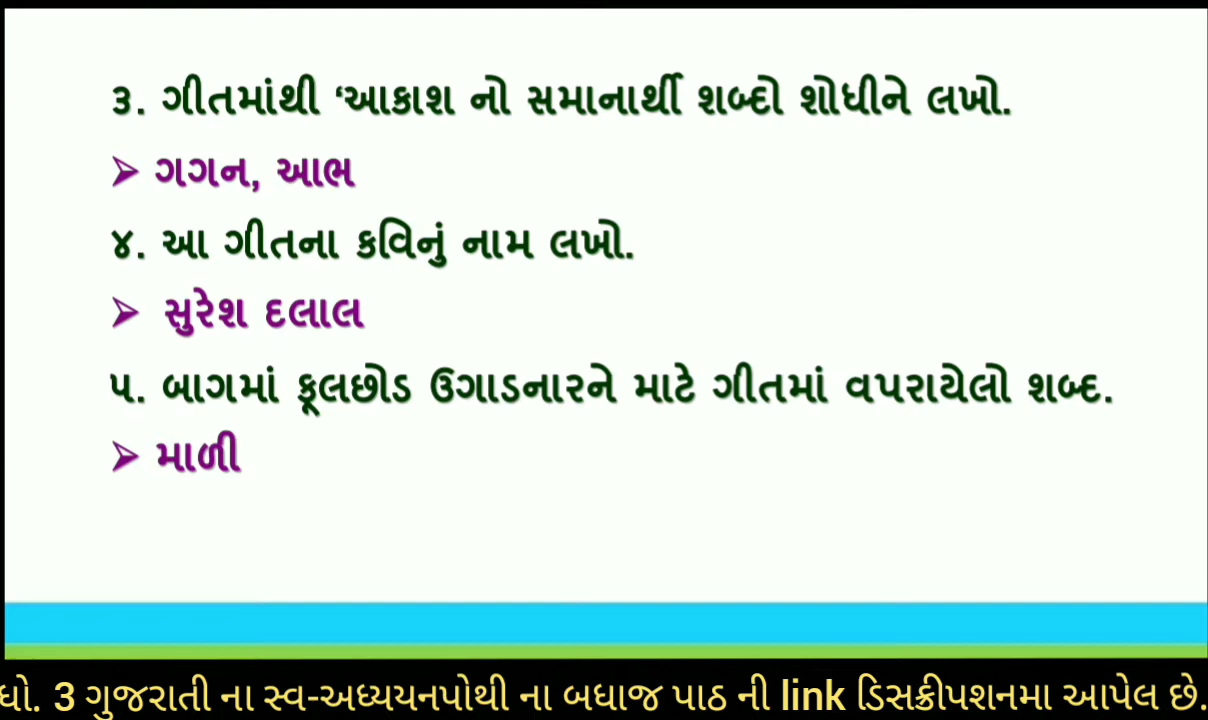 ૩. ગીતમાંથી ‘આકાશ નો સમાનાર્થી શબ્દો શોધીને લખો.
➤ ગગન, આભ
૪. આ ગીતના કવિનું નામ લખો.
➤ સુરેશ દલાલ
૫. બાગમાં ફૂલછોડ ઉગાડનારને માટે ગીતમાં વપરાયેલો શબ્દ.
➤ માળી
ધો. 3 ગુજરાતી ના સ્વ-અધ્યયનપોથી ના બધાજ પાઠ ની link ડિસક્રીપશનમા આપેલ છે.